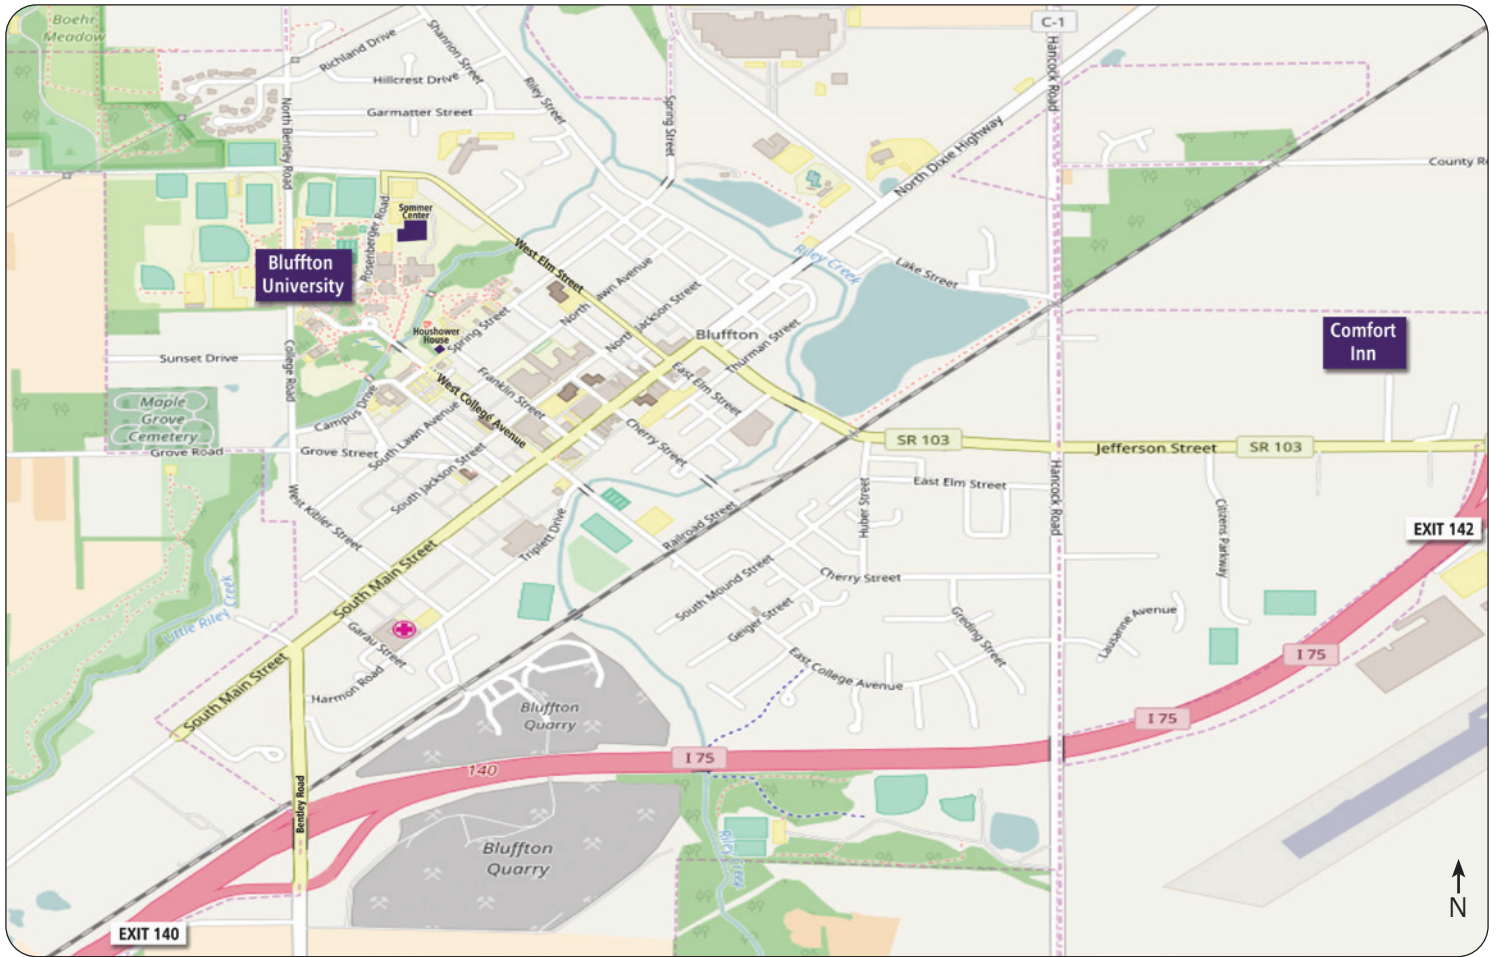 Boehr
Meadow
C-1
Richland Drive
Shannon Street
Hillcrest Drive
Garmatter Street
Riley Street
Spring Street
Hancock Road
North Bentley Road
North Dixie Highway
County R
Sommer
Center
Rosenberger Road
West Elm Street
Riley Creek
Lake Street
Bluffton
University
North Lawn Avenue
North Jackson Street
Bluffton
Thurman Street
Comfort
Inn
Houshower
House
Spring Street
Sunset Drive
College Road
Franklin Street
East Elm Street
West College Avenue
Maple
Grove
Cemetery
Campus Drive
South Lawn Avenue
Cherry Street
SR 103
Jefferson Street
SR 103
Grove Road
Grove Street
South Jackson Street
East Elm Street
Hancock Road
Huber Street
Citizens Parkway
West Kibler Street
Triplett Drive
Railroad Street
EXIT 142
South Main Street
Cherry Street
South Mound Street
Little Riley Creek
Geiger Street
Greding Street
Lausanne Avenue
Garau Street
East College Avenue
I 75
South Main Street
Harmon Road
Bluffton
Quarry
I 75
I 75
140
Bentley Road
Bluffton
Quarry
Riley Creek
N
EXIT 140